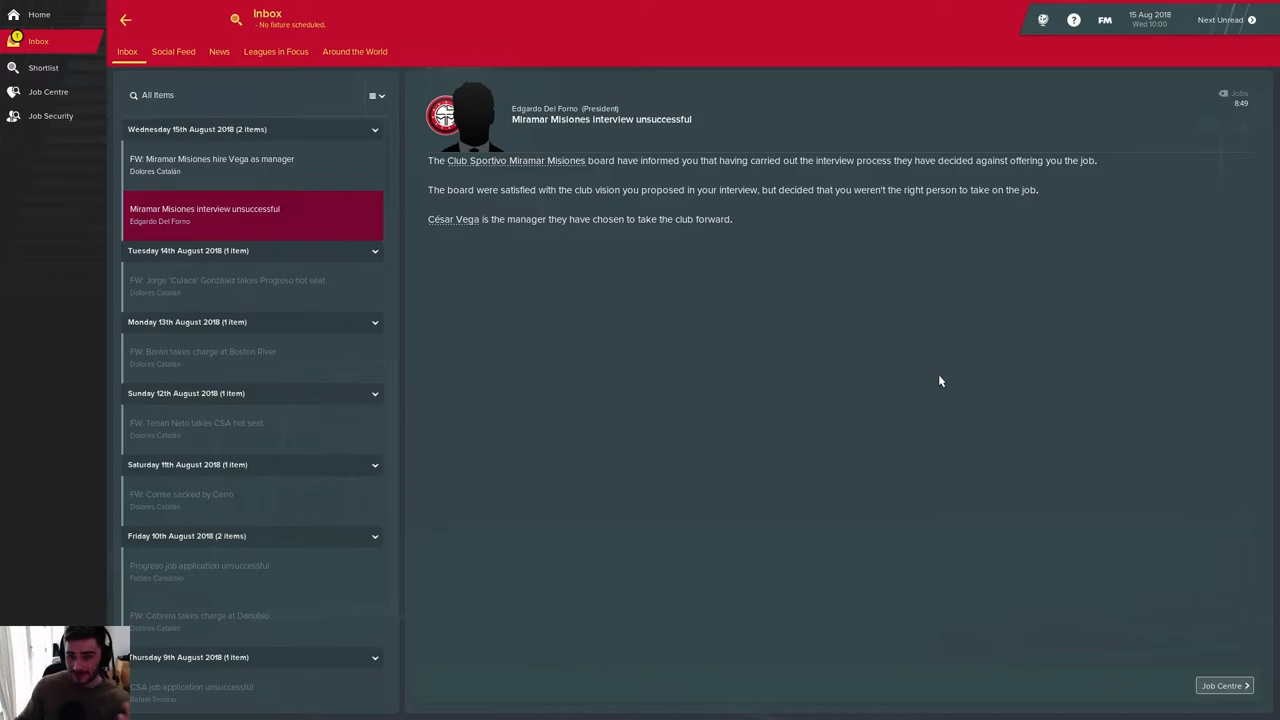 Home
Inbox
1
Shortlist
Job Centre
Job Security
Inbox
- No fixture scheduled.
?
FM
15 Aug 2018
Wed 10:00
Next Unread
Inbox
Social Feed
News
Leagues in Focus
Around the World
All Items
Wednesday 15th August 2018 (2 items)
FW: Miramar Misiones hire Vega as manager
Dolores Catalán
Miramar Misiones interview unsuccessful
Edgardo Del Forno
Tuesday 14th August 2018 (1 item)
FW: Jorge 'Culaca' González takes Progreso hot seat
Dolores Catalán
Monday 13th August 2018 (1 item)
FW: Barán takes charge at Boston River
Dolores Catalán
Sunday 12th August 2018 (1 item)
FW: Tenan Neto takes CSA hot seat
Dolores Catalán
Saturday 11th August 2018 (1 item)
FW: Correa sacked by Cerro
Dolores Catalán
Friday 10th August 2018 (2 items)
Progreso job application unsuccessful
Fabián Canobbio
FW: Cabrera takes charge at Danubio
Dolores Catalán
Thursday 9th August 2018 (1 item)
CSA job application unsuccessful
Rafael Tenorio
Edgardo Del Forno (President)
Miramar Misiones interview unsuccessful
Jobs
8:49
The Club Sportivo Miramar Misiones board have informed you that having carried out the interview process they have decided against offering you the job.
The board were satisfied with the club vision you proposed in your interview, but decided that you weren't the right person to take on the job.
César Vega is the manager they have chosen to take the club forward.
Job Centre